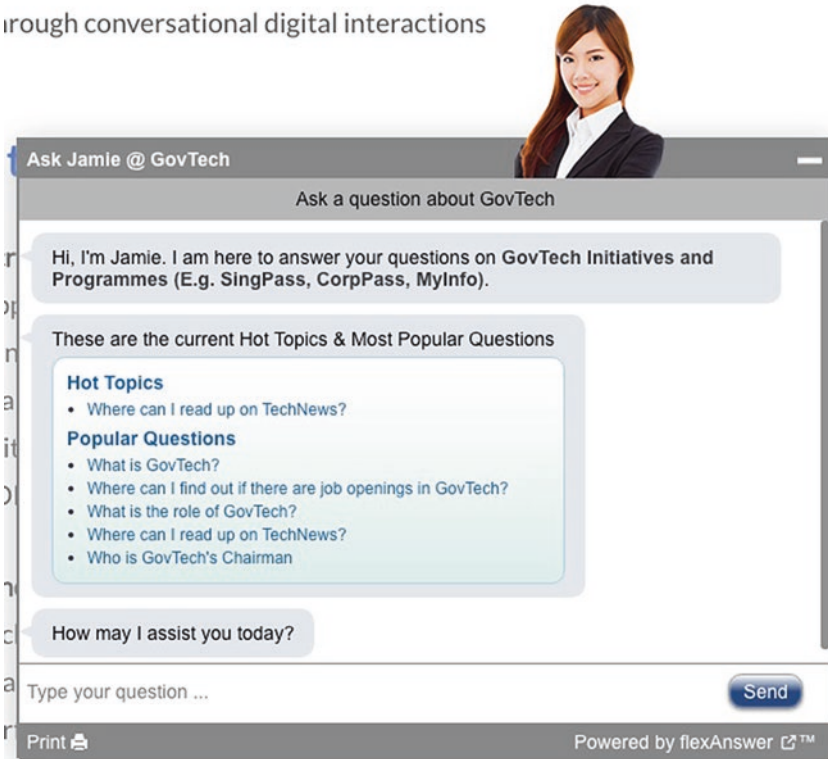 rough conversational digital interactions
Ask Jamie @ GovTech
Ask a question about GovTech
Hi, I'm Jamie. I am here to answer your questions on GovTech Initiatives and
Programmes (E.g. SingPass, CorpPass, MyInfo).
These are the current Hot Topics & Most Popular Questions
Hot Topics
• Where can I read up on TechNews?
Popular Questions
• What is GovTech?
• Where can I find out if there are job openings in GovTech?
• What is the role of GovTech?
• Where can I read up on TechNews?
• Who is GovTech's Chairman
How may I assist you today?
Type your question ...
Send
Print
Powered by flexAnswer ™